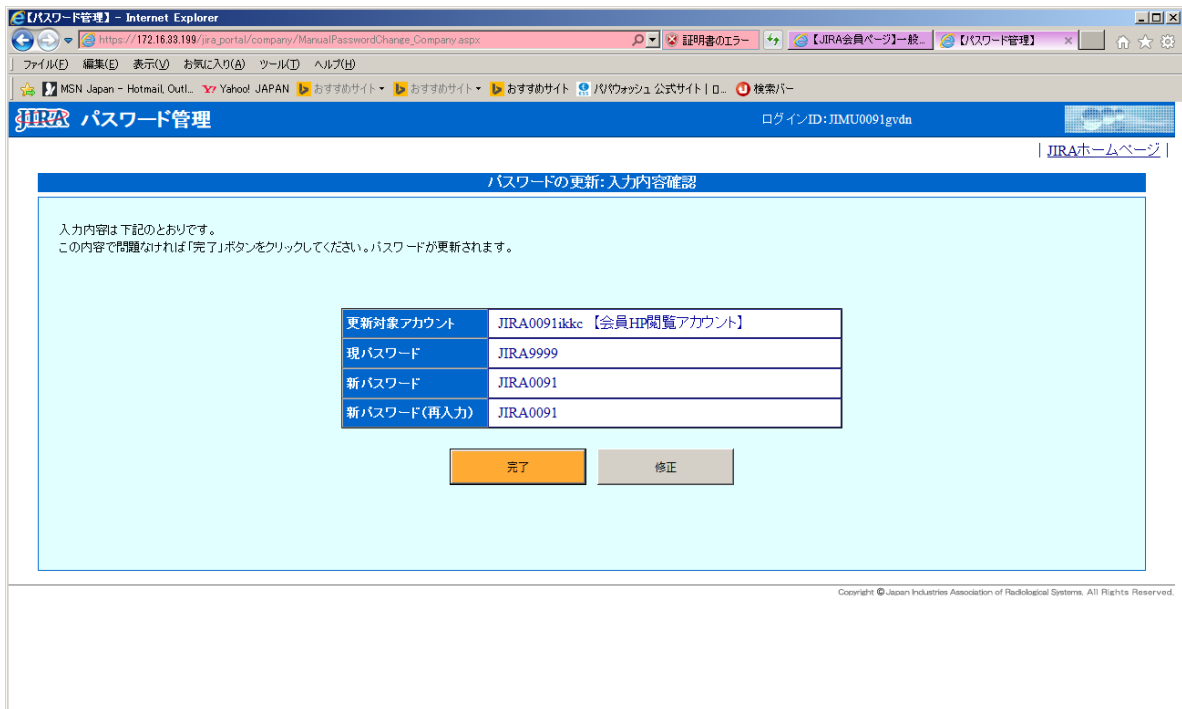 【パスワード管理】 - Internet Explorer
https://172.16.33.199/jira_portal/company/ManualPasswordChange_Company.aspx 証明書のエラー 【JIRA会員ページ】一般... 【パスワード管理】
ファイル(F) 編集(E) 表示(V) お気に入り(A) ツール(T) ヘルプ(H)
MSN Japan - Hotmail, Outl... Yahoo! JAPAN おすすめサイト おすすめサイト おすすめサイト パパウォッシュ 公式サイト | ロ... 検索バー
JIRA パスワード管理 ログインID:JIMU0091gvdn
| JIRAホームページ |
パスワードの更新:入力内容確認
入力内容は下記のとおりです。
この内容で問題なければ「完了」ボタンをクリックしてください。パスワードが更新されます。
更新対象アカウント JIRA0091ikkc 【会員HP閲覧アカウント】
現パスワード JIRA9999
新パスワード JIRA0091
新パスワード(再入力) JIRA0091
完了 修正
Copyright © Japan Industries Association of Radiological Systems. All Rights Reserved.